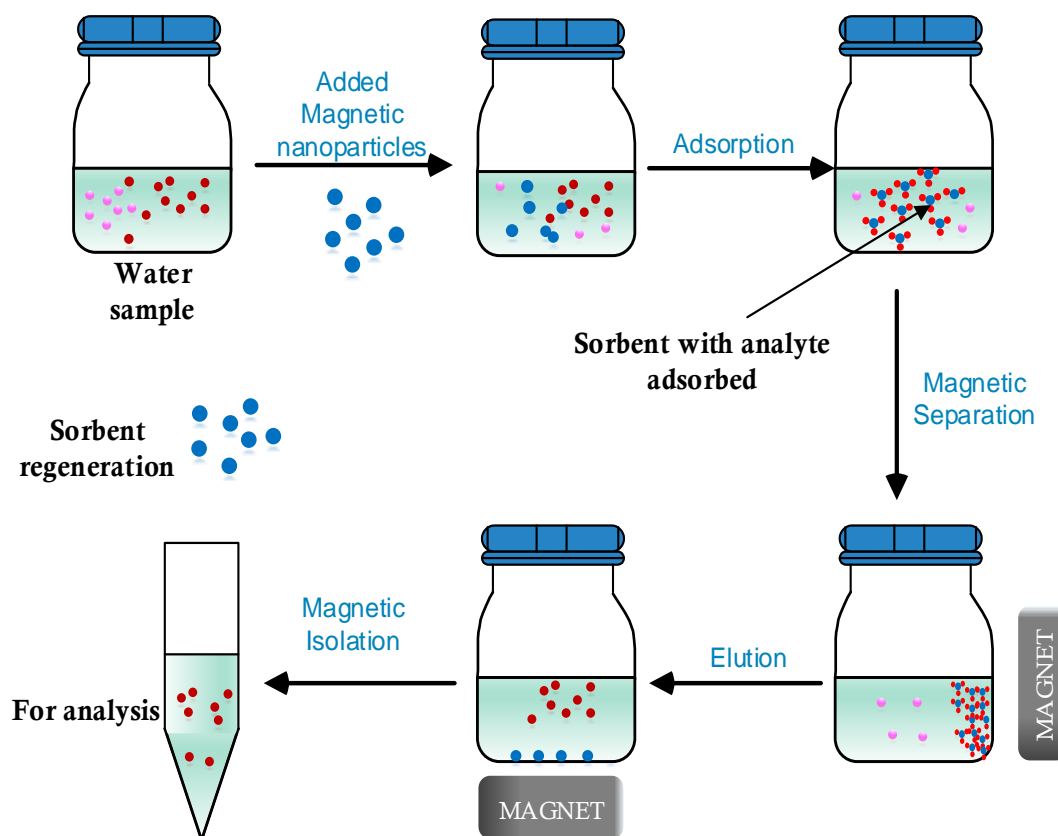 Added
Magnetic
nanoparticles
Adsorption
Water
sample
Sorbent with analyte
adsorbed
Magnetic
Separation
Sorbent
regeneration
Magnetic
Isolation
Elution
MAGNET
For analysis
MAGNET